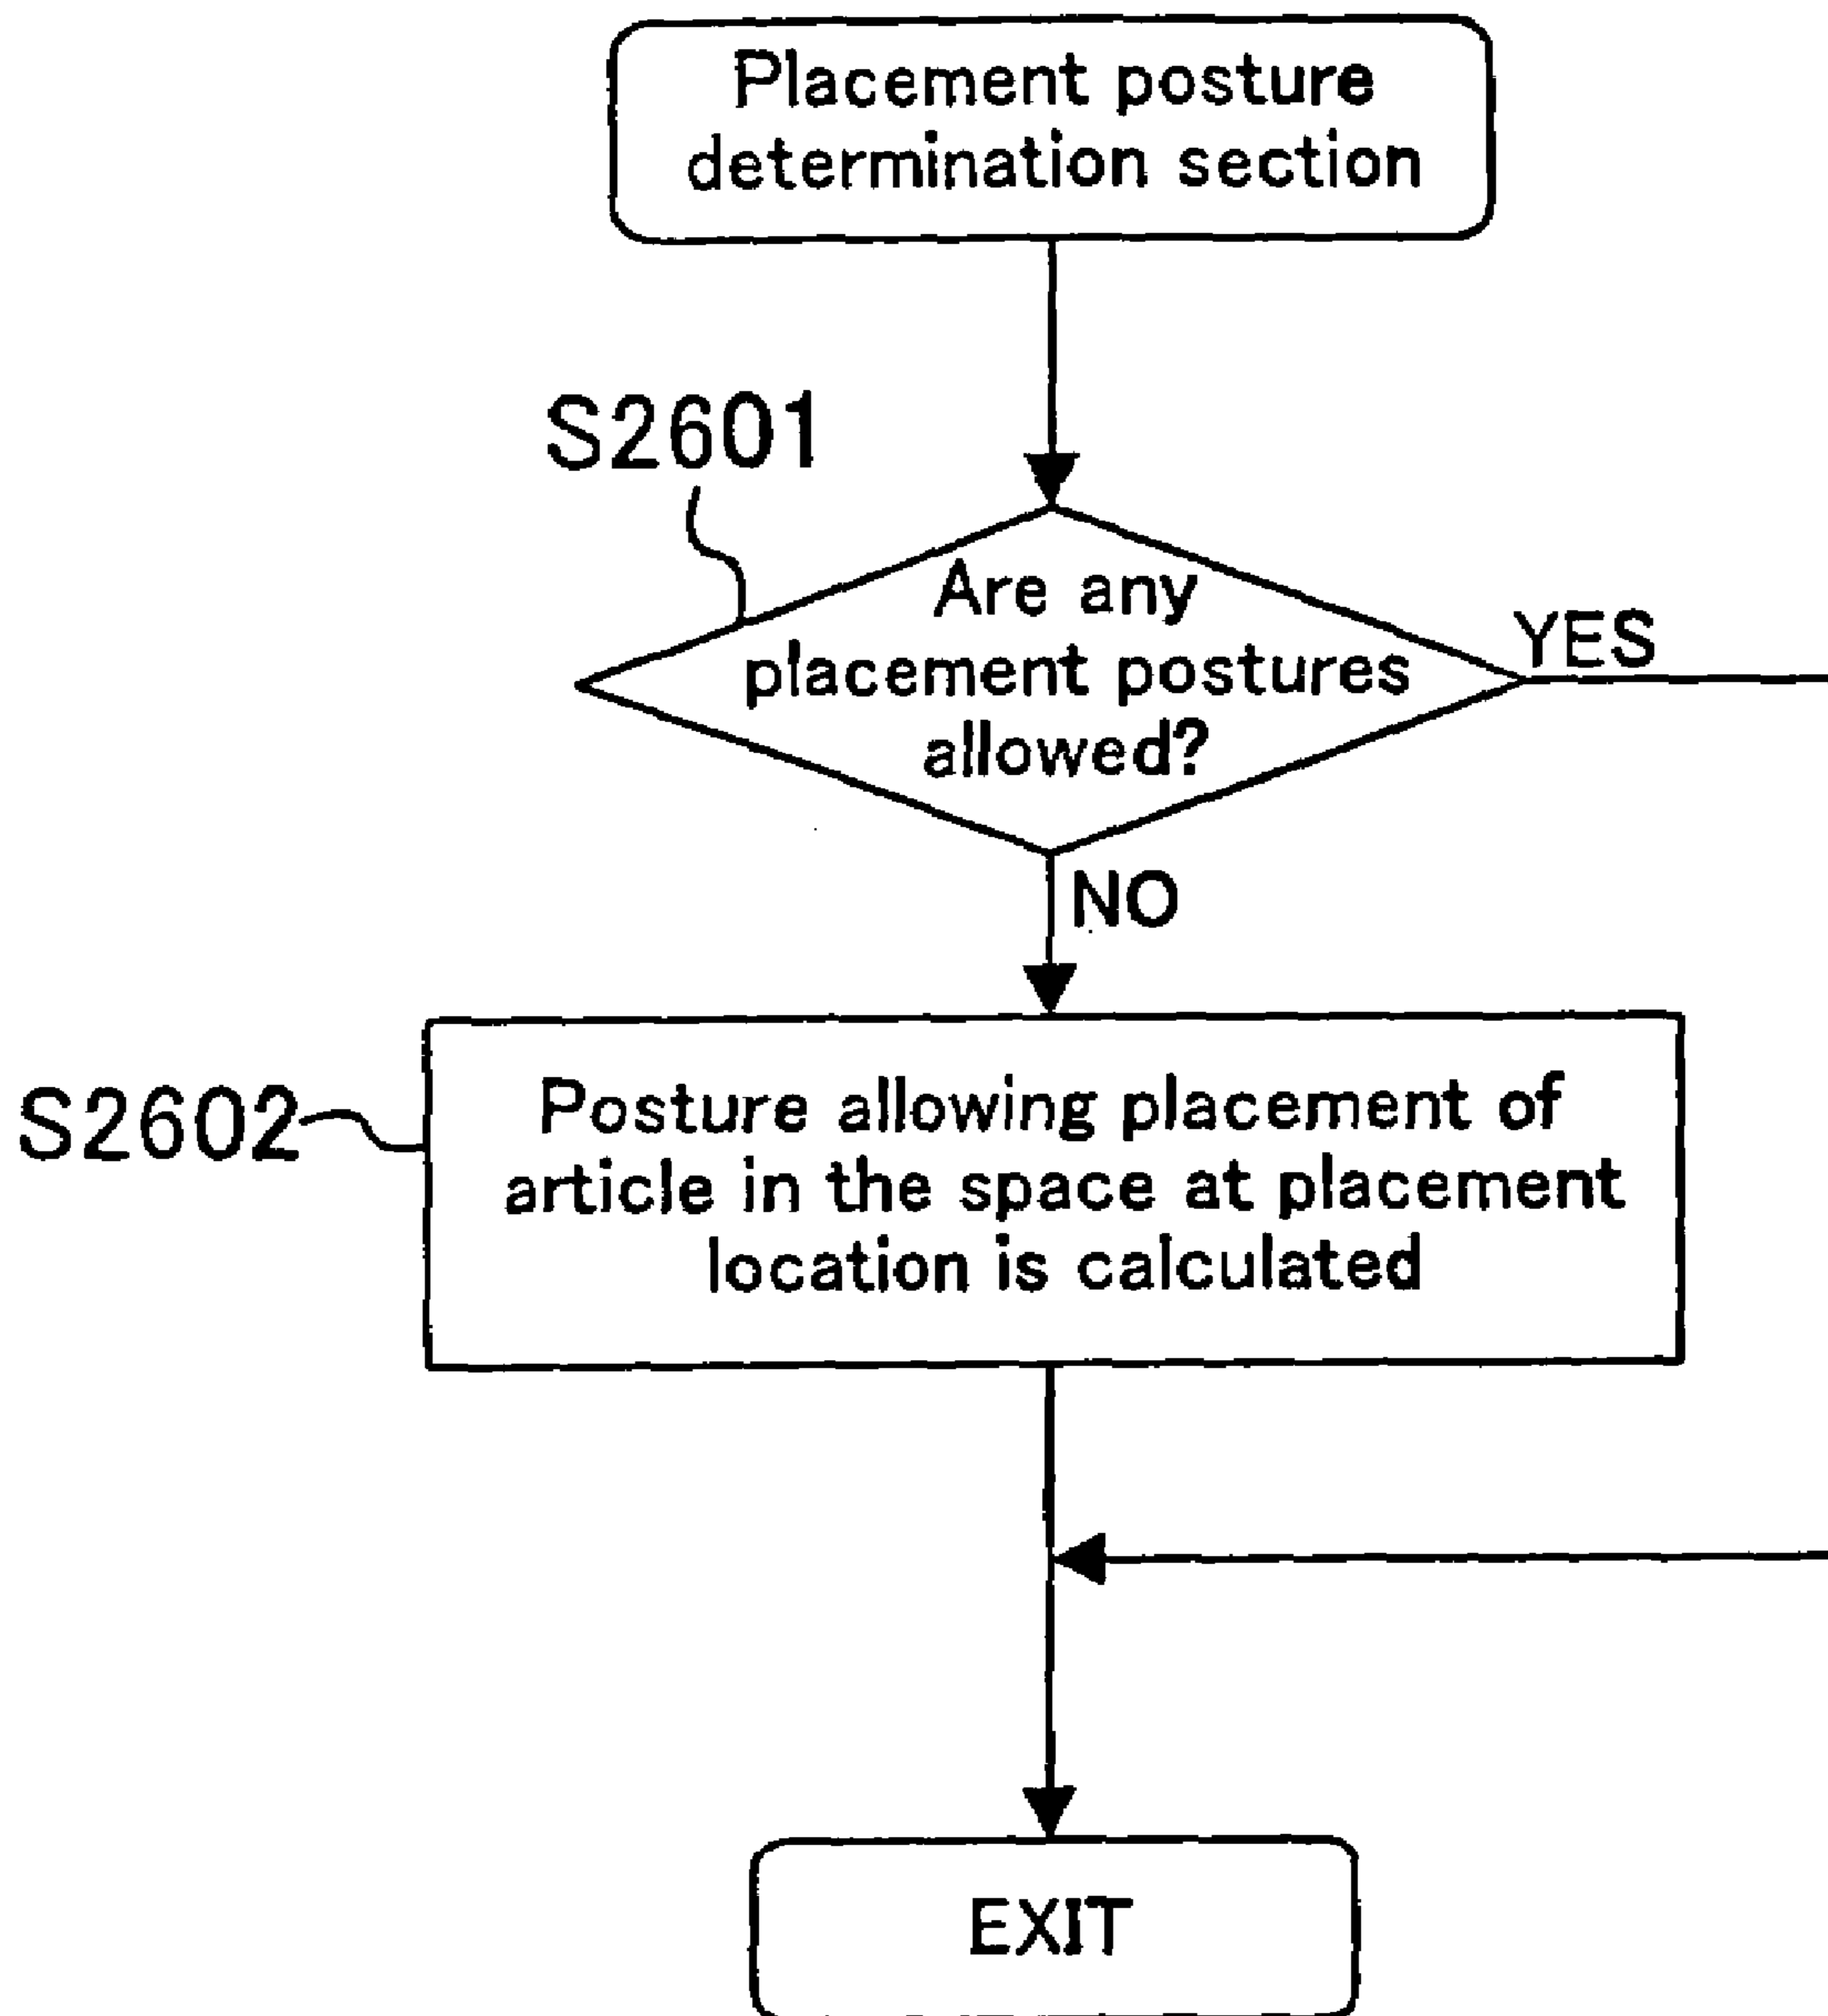 Placement posture
determination section
S2601
Are any
placement postures
allowed?
YES
NO
S2602
Posture allowing placement of
article in the space at placement
location is calculated
EXIT